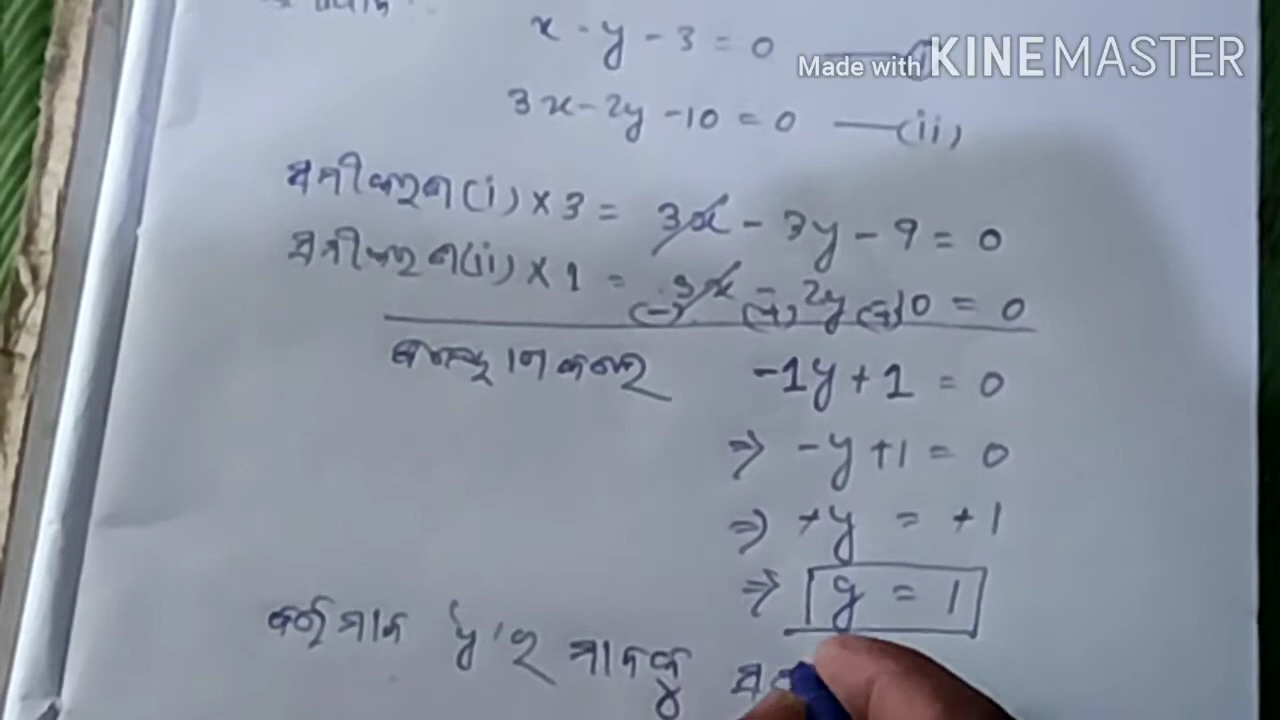 x - y - 3 = 0
Made with KINEMASTER
3x - 2y - 10 = 0 —(ii)
ସମୀକରଣ (i) × 3 = 3x - 3y - 9 = 0
ସମୀକରଣ (ii) × 1 = 3x - 2y - 10 = 0
(-) (+) (+)
-1y + 1 = 0
⇒ -y + 1 = 0
⇒ +y = +1
⇒ y = 1
ବର୍ତ୍ତମାନ 'y' ର ମାନକୁ